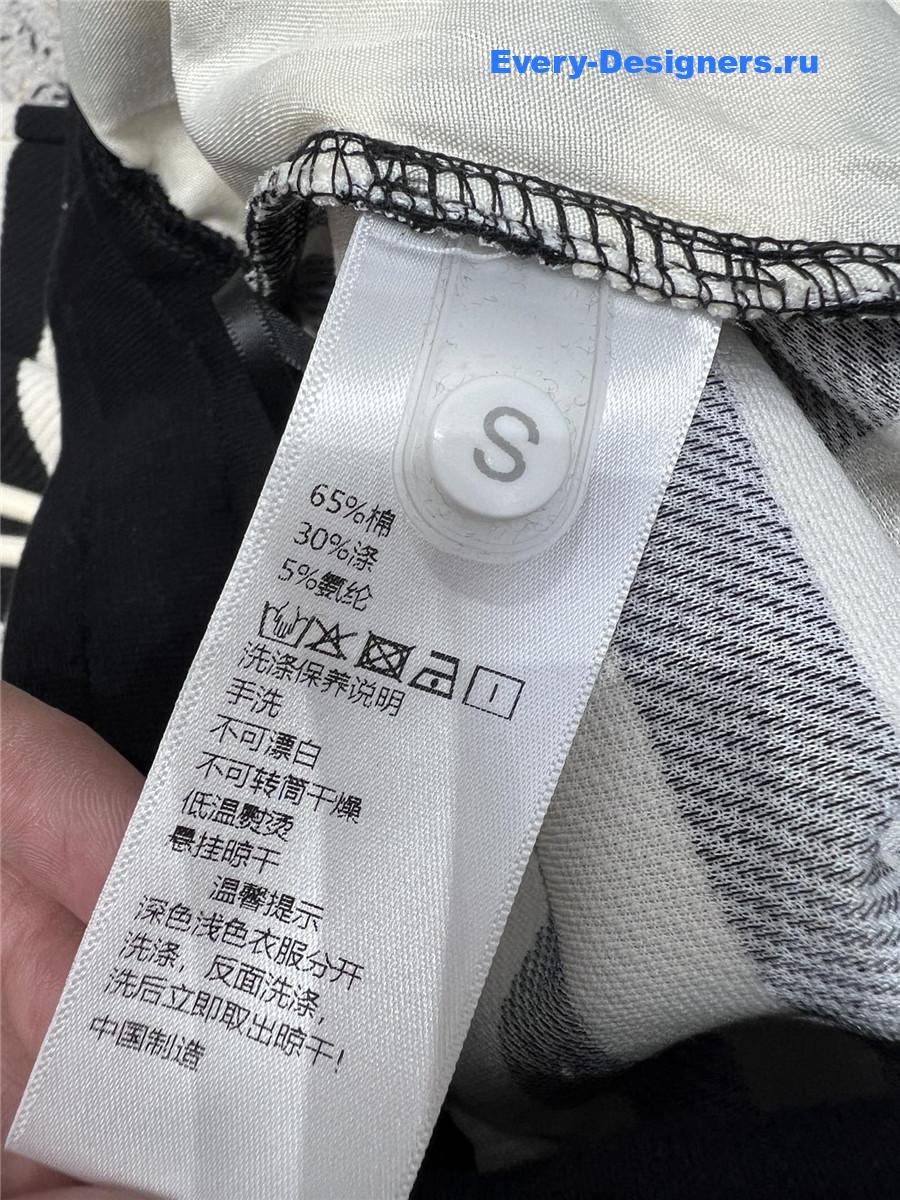 Every-Designers.ru
S
65%棉
30%涤
5%氨纶
洗涤保养说明
手洗
不可漂白
不可转筒干燥
低温熨烫
悬挂晾干
温馨提示
深色浅色衣服分开
洗涤，反面洗涤，
洗后立即取出晾干！
中国制造